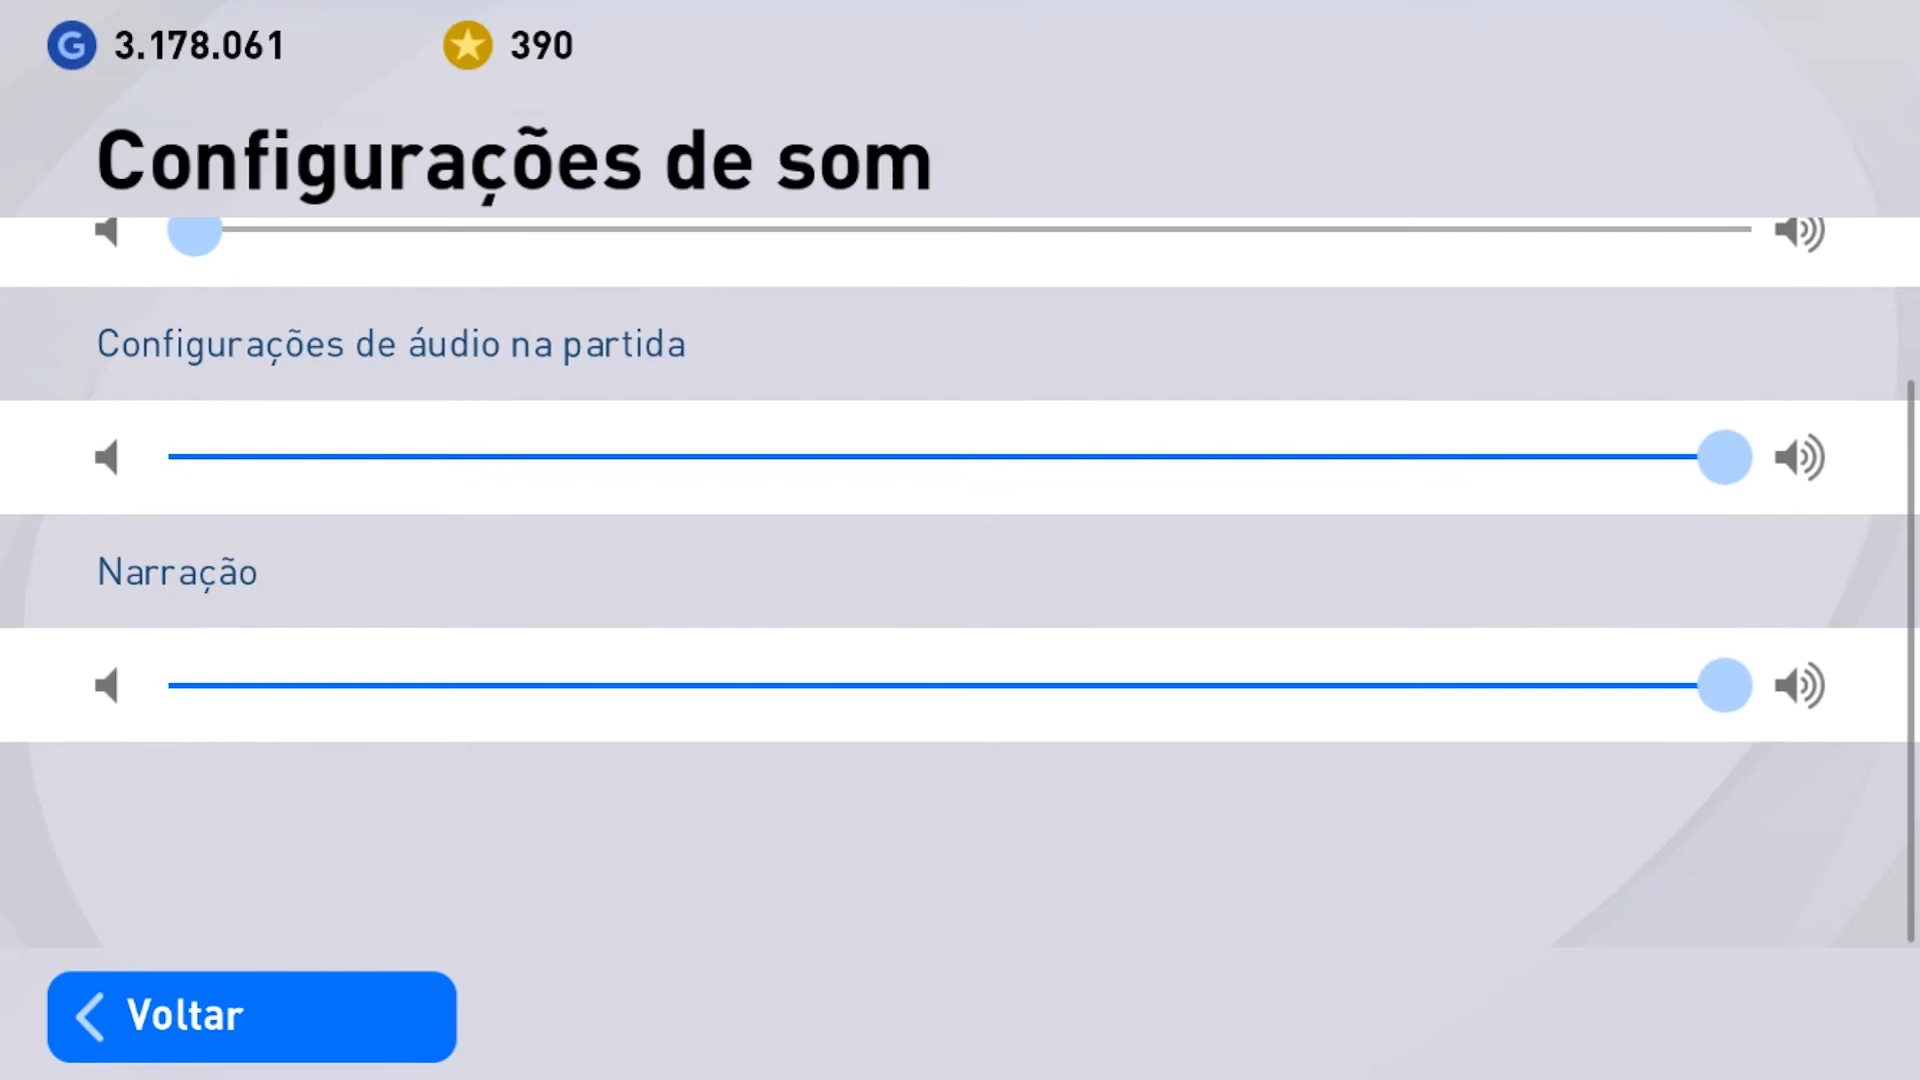 G 3.178.061 390
Configurações de som
Configurações de áudio na partida
Narração
Voltar